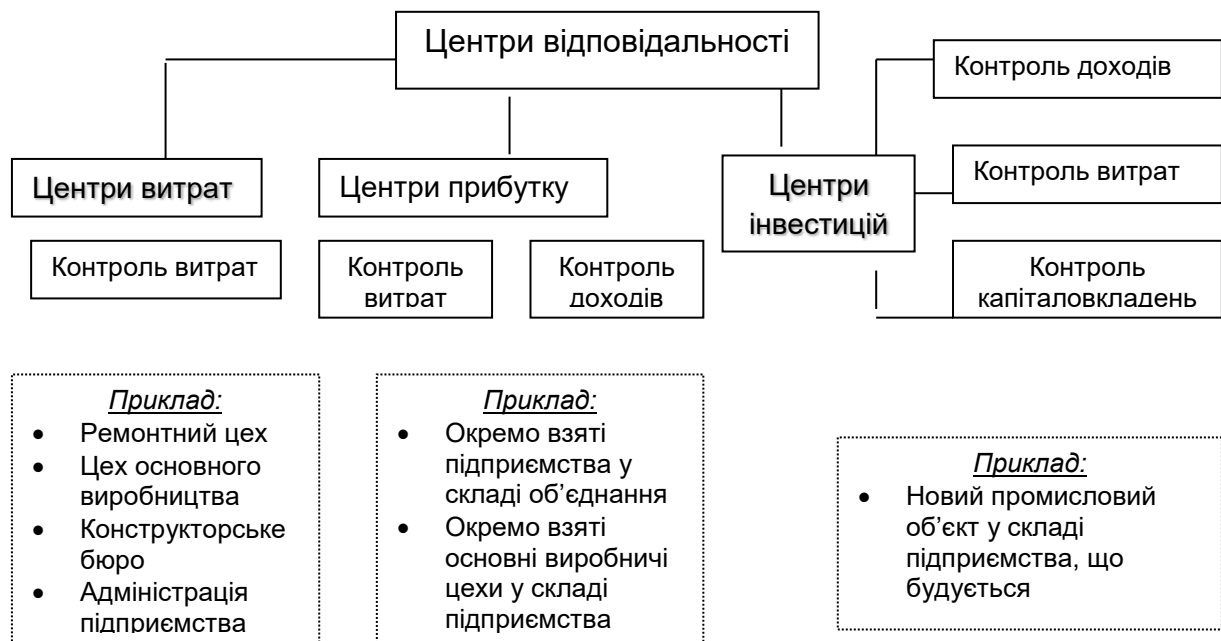 Центри відповідальності
Контроль доходів
Центри витрат
Центри прибутку
Центри
інвестицій
Контроль витрат
Контроль витрат
Контроль
витрат
Контроль
доходів
Контроль
капіталовкладень
Приклад:
• Ремонтний цех
• Цех основного
виробництва
• Конструкторське
бюро
• Адміністрація
підприємства
Приклад:
• Окремо взяті
підприємства у
складі об’єднання
• Окремо взяті
основні виробничі
цехи у складі
підприємства
Приклад:
• Новий промисловий
об’єкт у складі
підприємства, що
будується